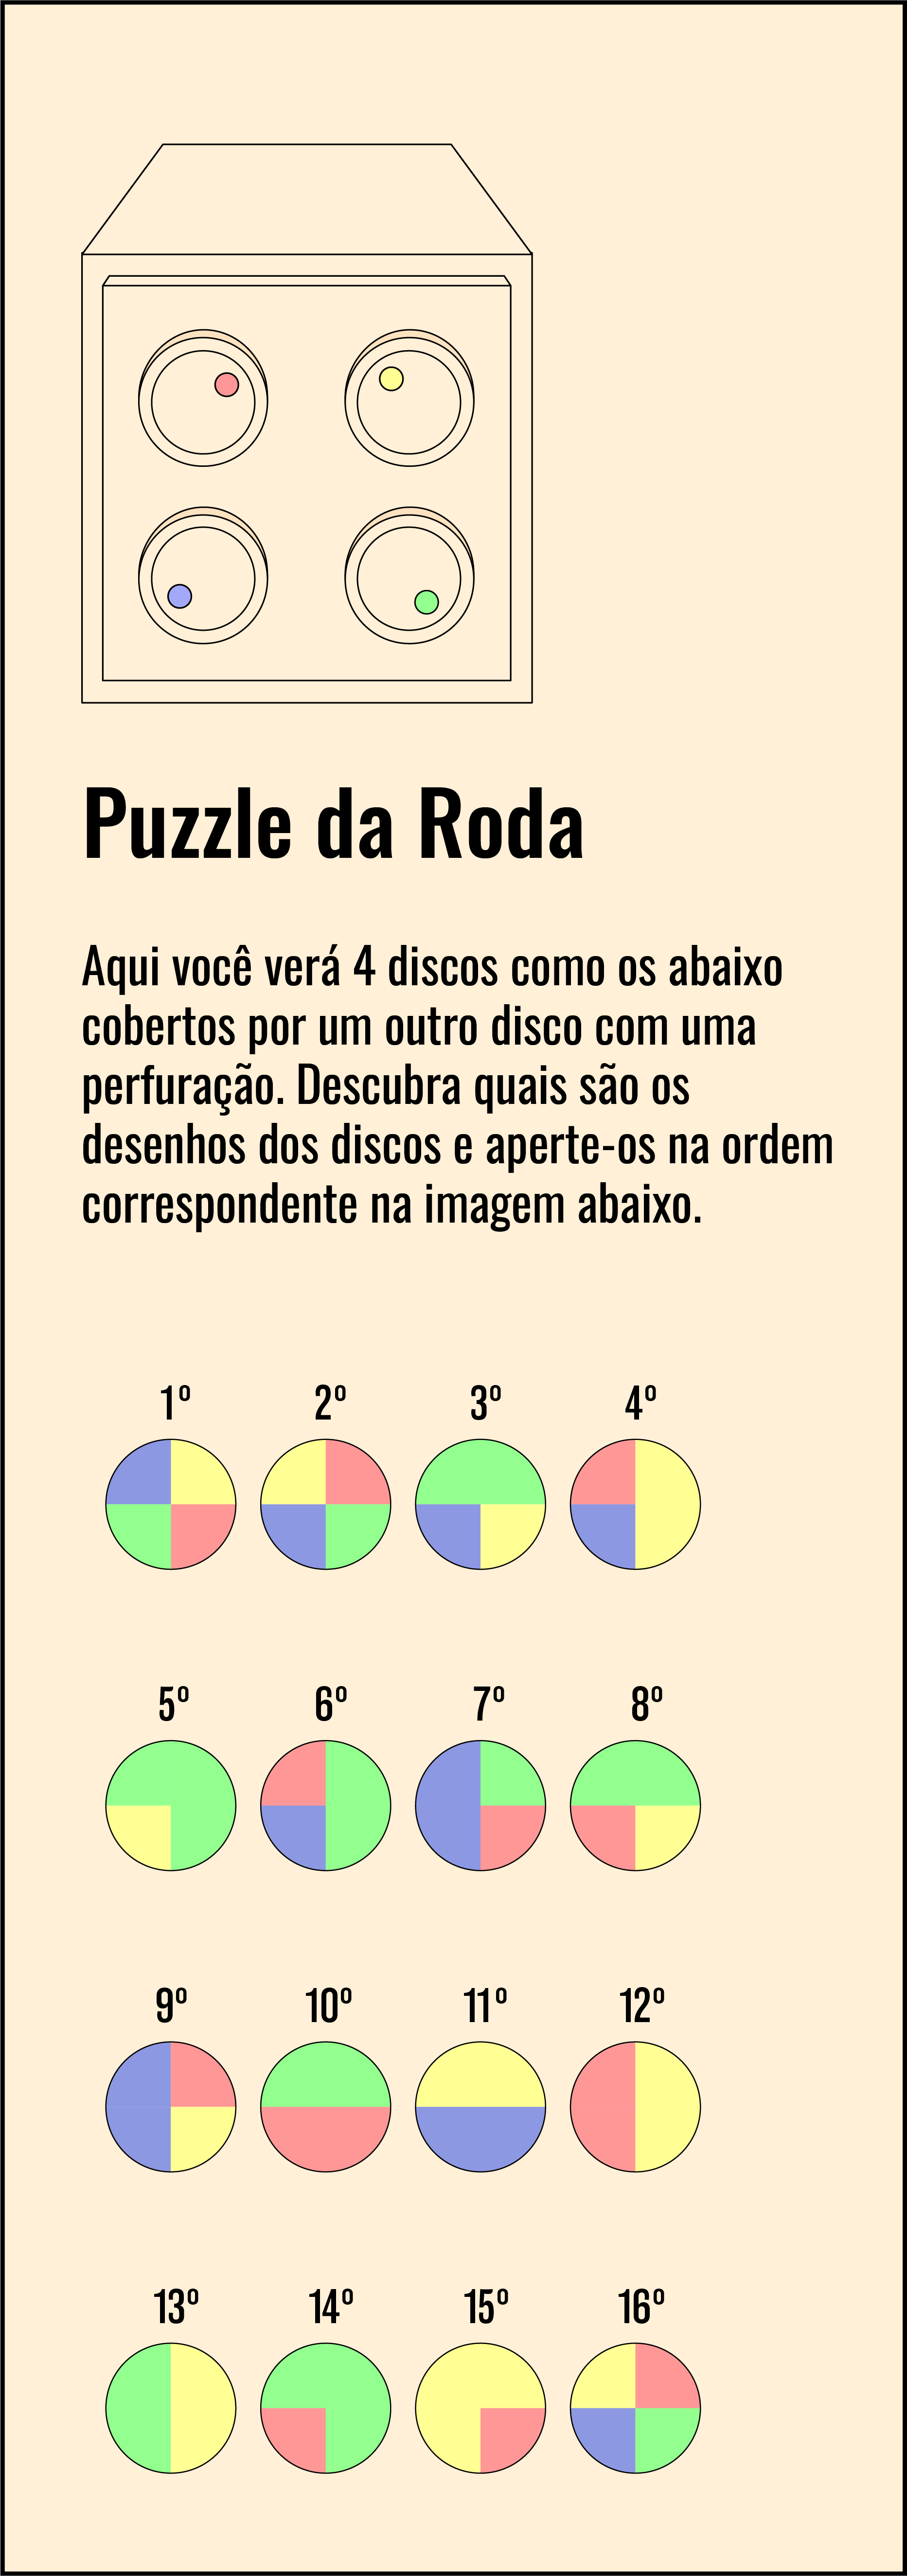 Puzzle da Roda
Aqui você verá 4 discos como os abaixo
cobertos por um outro disco com uma
perfuração. Descubra quais são os
desenhos dos discos e aperte-os na ordem
correspondente na imagem abaixo.
1º 2º 3º 4º
5º 6º 7º 8º
9º 10º 11º 12º
13º 14º 15º 16º